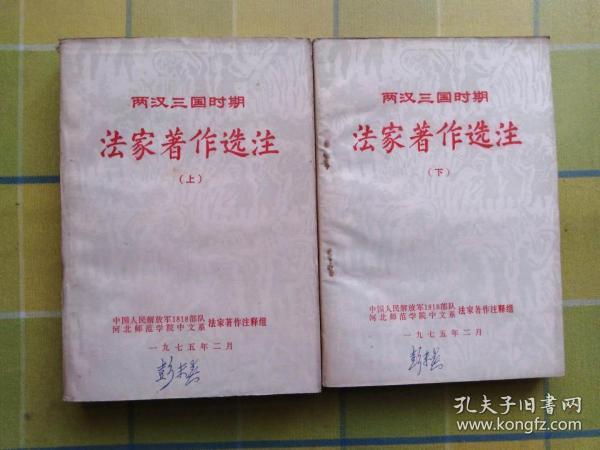 两汉三国时期
法家著作选注
（上）
中国人民解放军1818部队
河北师范学院中文系
法家著作注释组
一九七五年二月
两汉三国时期
法家著作选注
（下）
中国人民解放军1818部队
河北师范学院中文系
法家著作注释组
一九七五年二月
孔夫子旧书网
www.kongfz.com